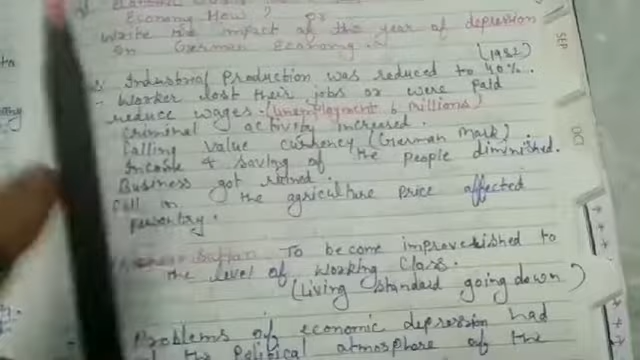 Economy How? or
Write the impact of the year of depression
on German Economy.
(1932)
Industrial Production was reduced to 40%.
- Worker lost their jobs or were paid
reduce wages. (unemployment 6 millions)
Criminal activity increased.
Falling value currency (German Mark).
Income & saving of the people diminished.
Business got ruined.
Fall in the agriculture price affected
peasantry.
To become impoverished to
the level of working class.
(Living standard going down)
Problems of economic depression had
the Political atmosphere of the
SEP
OCT